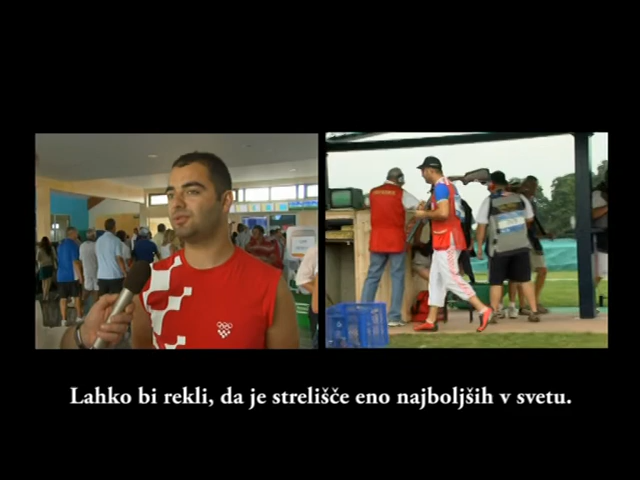 Lahko bi rekli, da je strelišče eno najboljših v svetu.